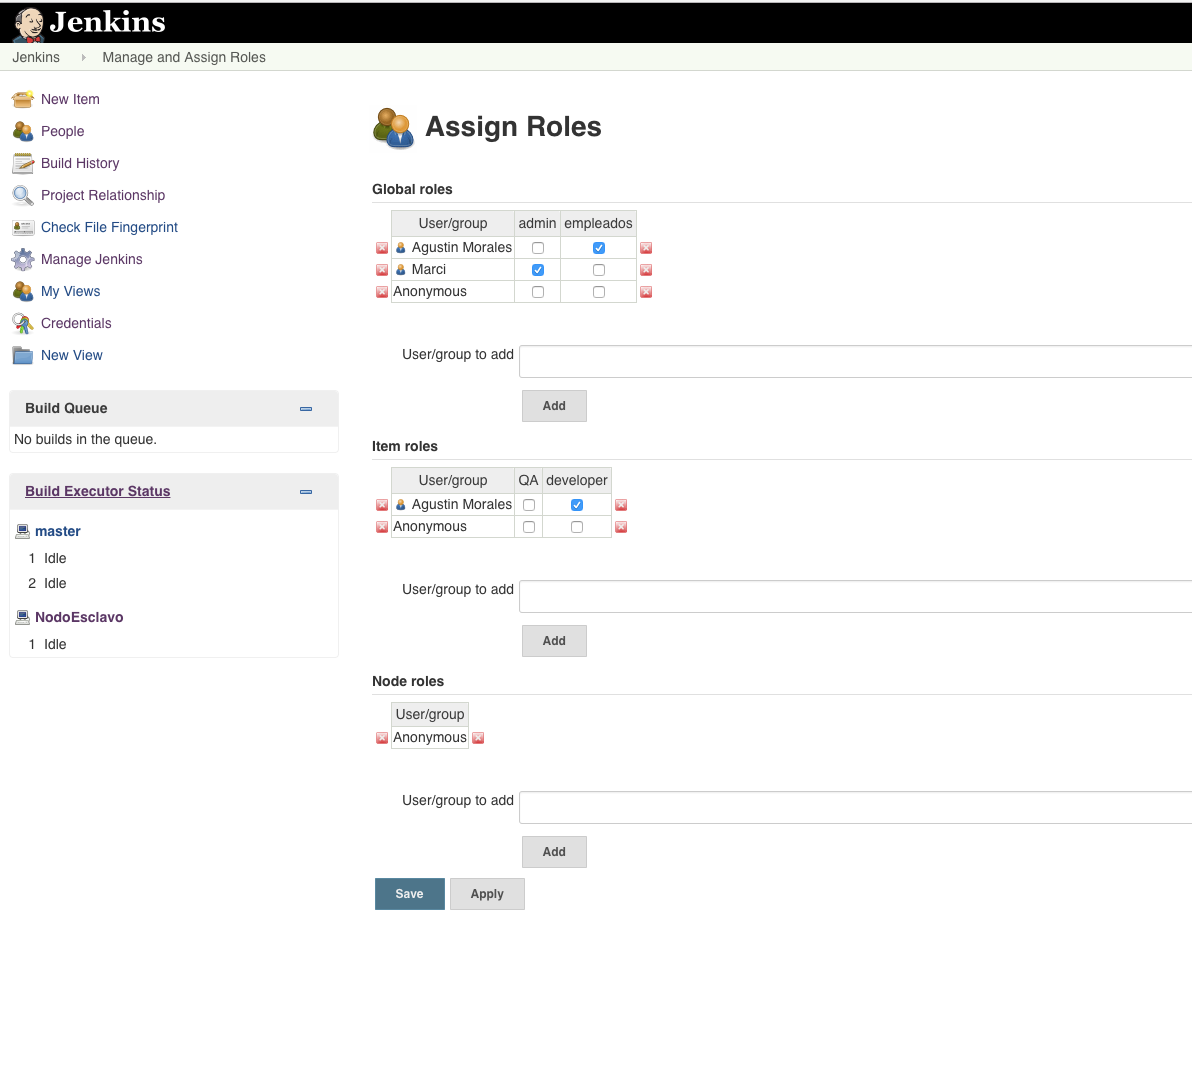 Jenkins
Jenkins Manage and Assign Roles
New Item
People
Build History
Project Relationship
Check File Fingerprint
Manage Jenkins
My Views
Credentials
New View
Build Queue
No builds in the queue.
Build Executor Status
master
1 Idle
2 Idle
NodoEsclavo
1 Idle
Assign Roles
Global roles
User/group admin empleados
Agustin Morales
Marci
Anonymous
User/group to add
Add
Item roles
User/group QA developer
Agustin Morales
Anonymous
User/group to add
Add
Node roles
User/group
Anonymous
User/group to add
Add
Save Apply